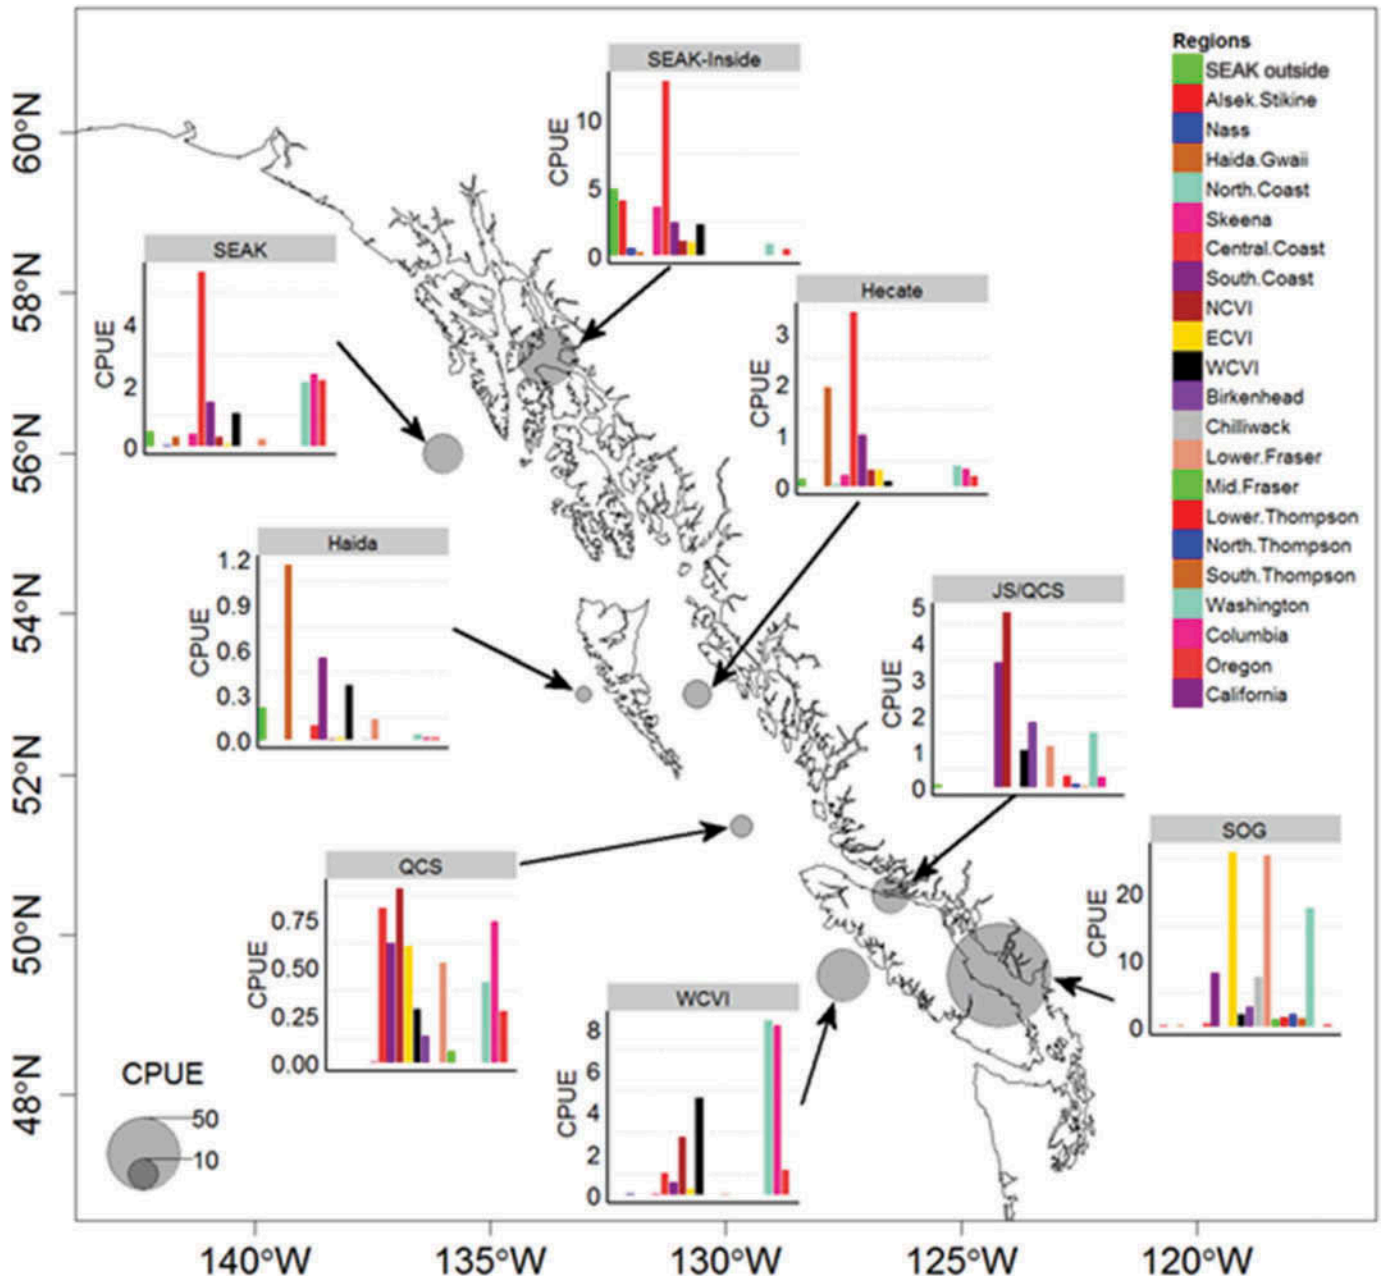 60°N
58°N
56°N
54°N
52°N
50°N
48°N
140°W
135°W
130°W
125°W
120°W
SEAK-Inside
CPUE
10
5
0
SEAK
CPUE
4
2
0
Hecate
CPUE
3
2
1
0
Haida
CPUE
1.2
0.9
0.6
0.3
0.0
JS/QCS
CPUE
5
4
3
2
1
0
QCS
CPUE
0.75
0.50
0.25
0.00
SOG
CPUE
20
10
0
WCVI
CPUE
8
6
4
2
0
CPUE
50
10
Regions
SEAK outside
Alsek.Stikine
Nass
Haida.Gwaii
North.Coast
Skeena
Central.Coast
South.Coast
NCVI
ECVI
WCVI
Birkenhead
Chilliwack
Lower.Fraser
Mid.Fraser
Lower.Thompson
North.Thompson
South.Thompson
Washington
Columbia
Oregon
California